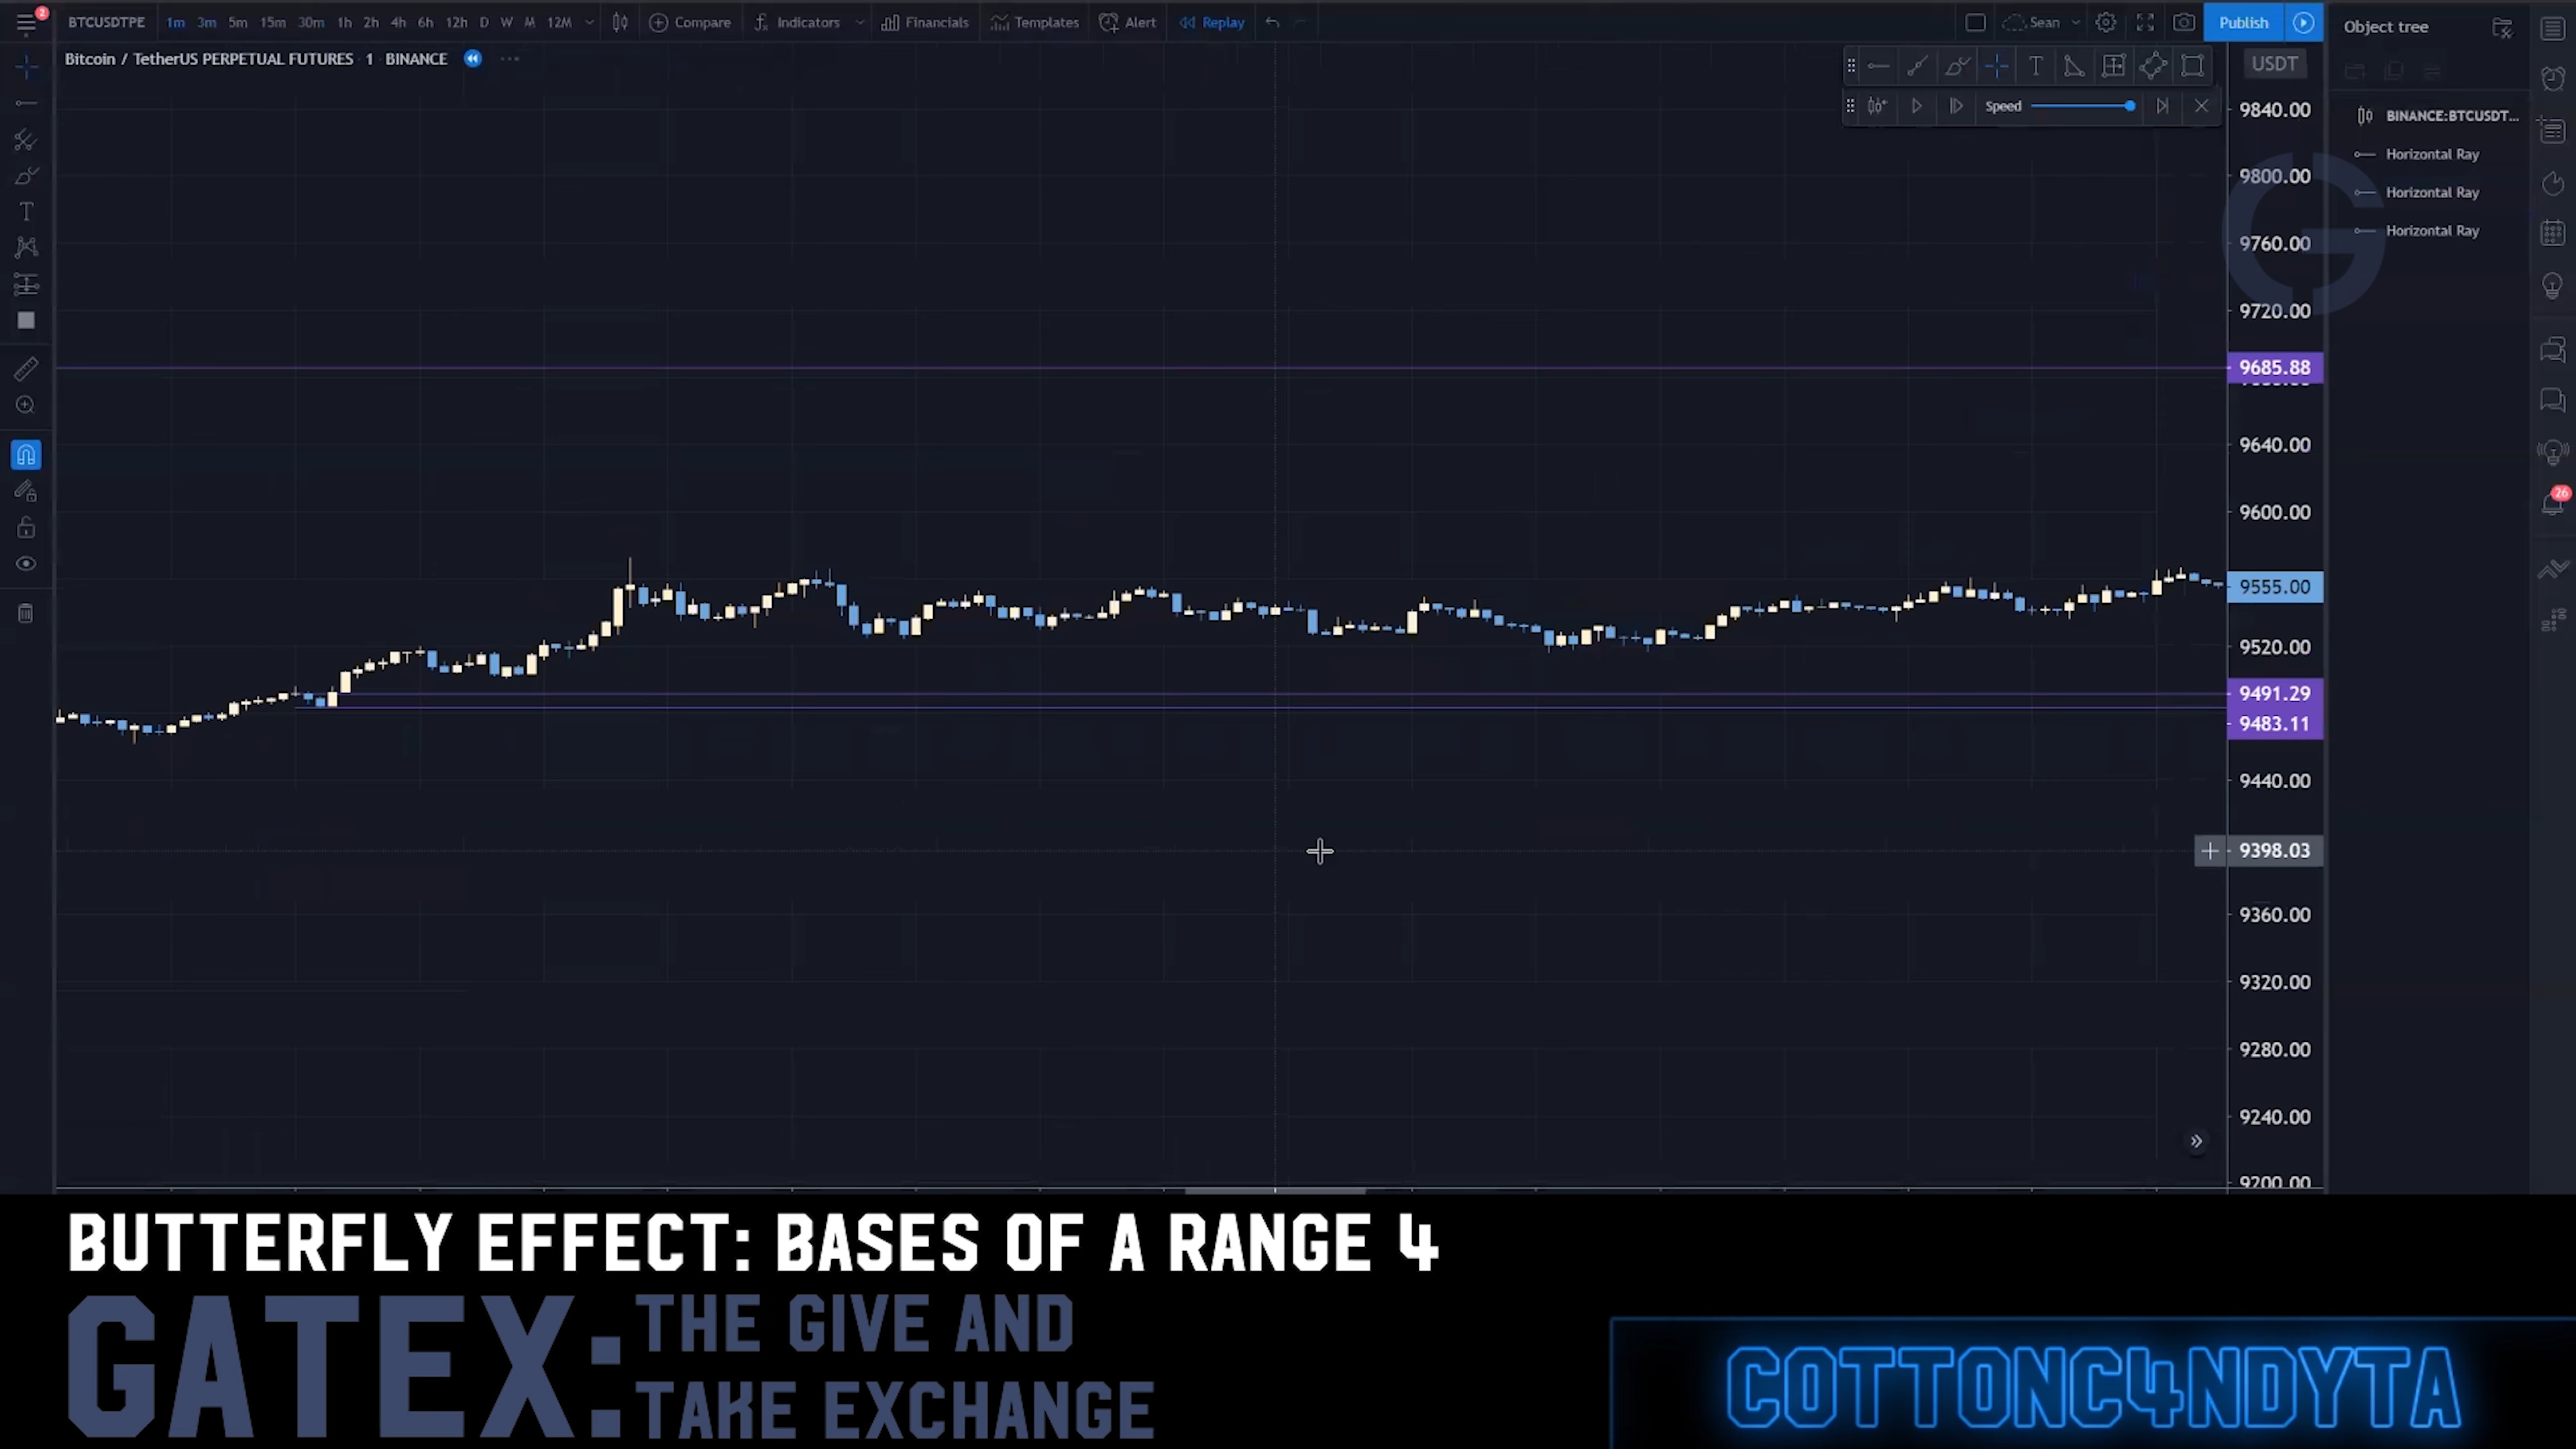 2
BTCUSDTPE 1m 3m 5m 15m 30m 1h 2h 4h 6h 12h D W M 12M Compare Indicators Financials Templates Alert Replay Sean Publish
Object tree
Bitcoin / TetherUS PERPETUAL FUTURES · 1 · BINANCE
USDT
Speed
BINANCE:BTCUSDT...
Horizontal Ray
Horizontal Ray
Horizontal Ray
9840.00
9800.00
9760.00
9720.00
9685.88
9640.00
9600.00
9555.00
9520.00
9491.29
9483.11
9440.00
9398.03
9360.00
9320.00
9280.00
9240.00
9200.00
26
BUTTERFLY EFFECT: BASES OF A RANGE 4
GATEX: THE GIVE AND
TAKE EXCHANGE
COTTONC4NDYTA